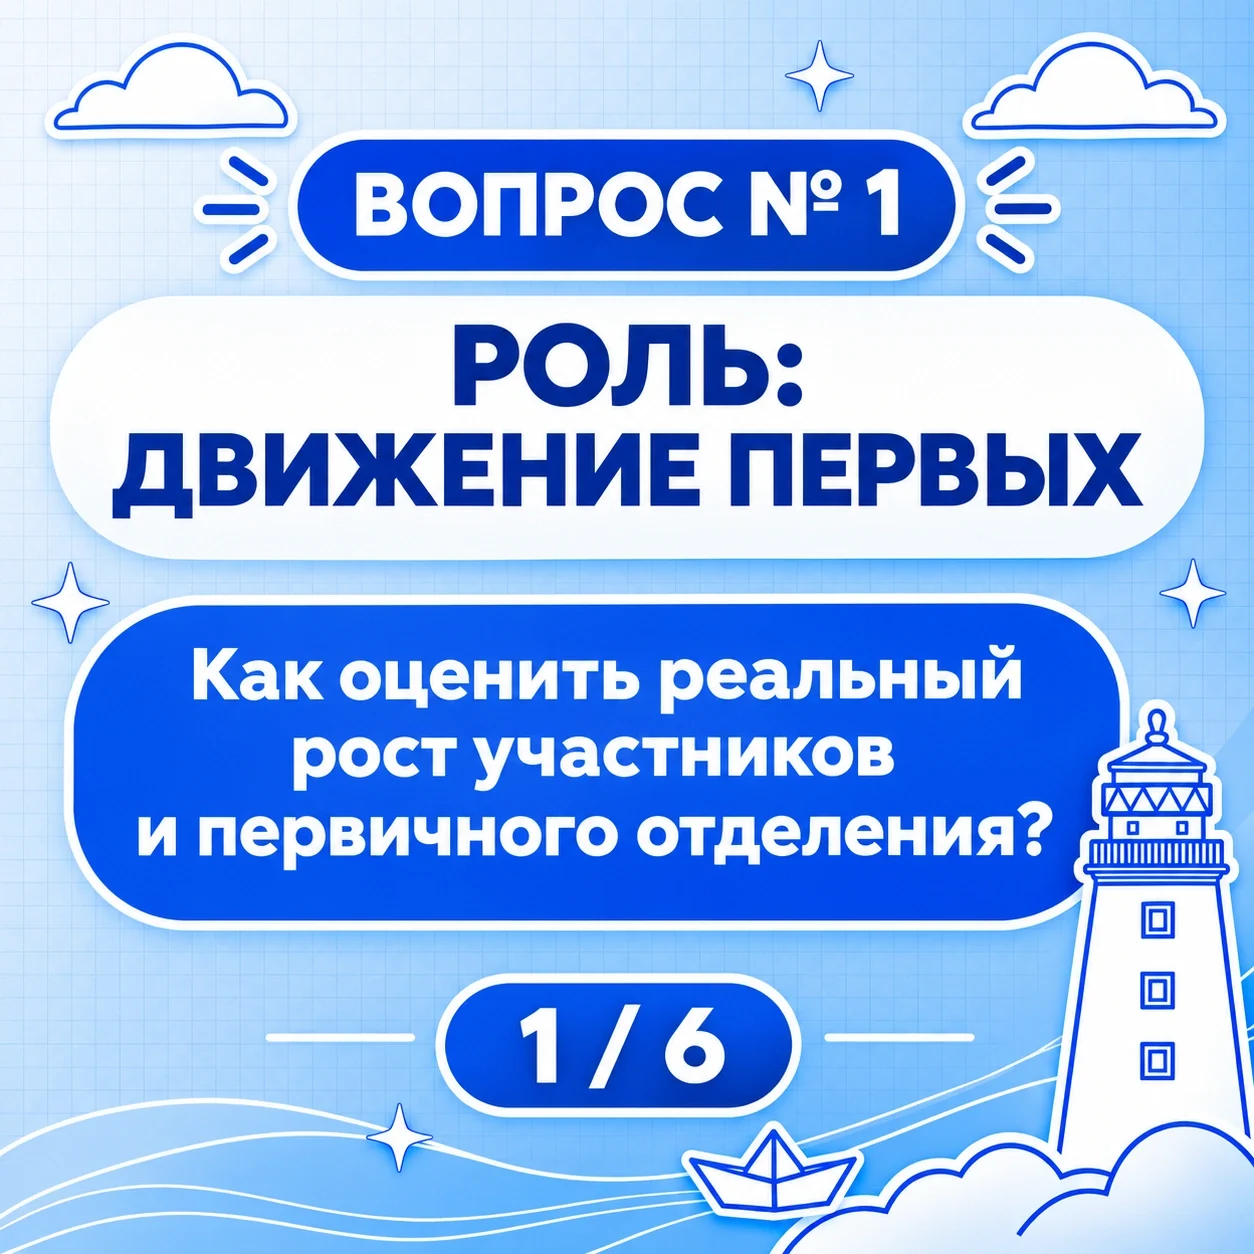 ВОПРОС № 1
РОЛЬ:
ДВИЖЕНИЕ ПЕРВЫХ
Как оценить реальный
рост участников
и первичного отделения?
1 / 6